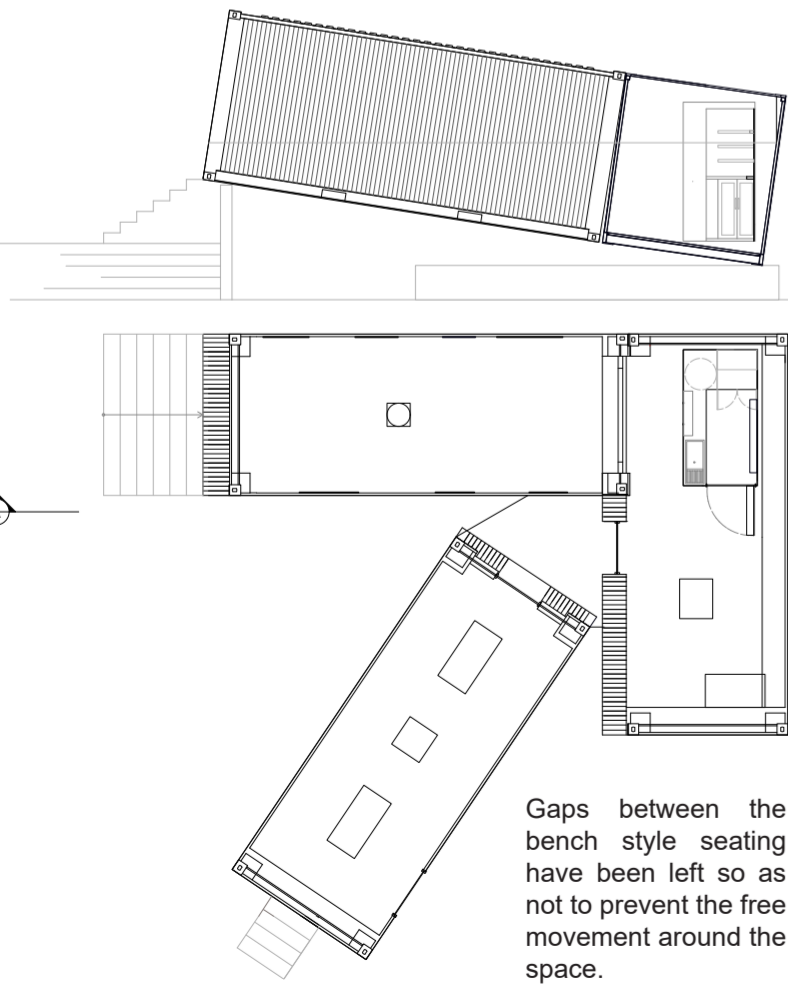 Gaps between the
bench style seating
have been left so as
not to prevent the free
movement around the
space.